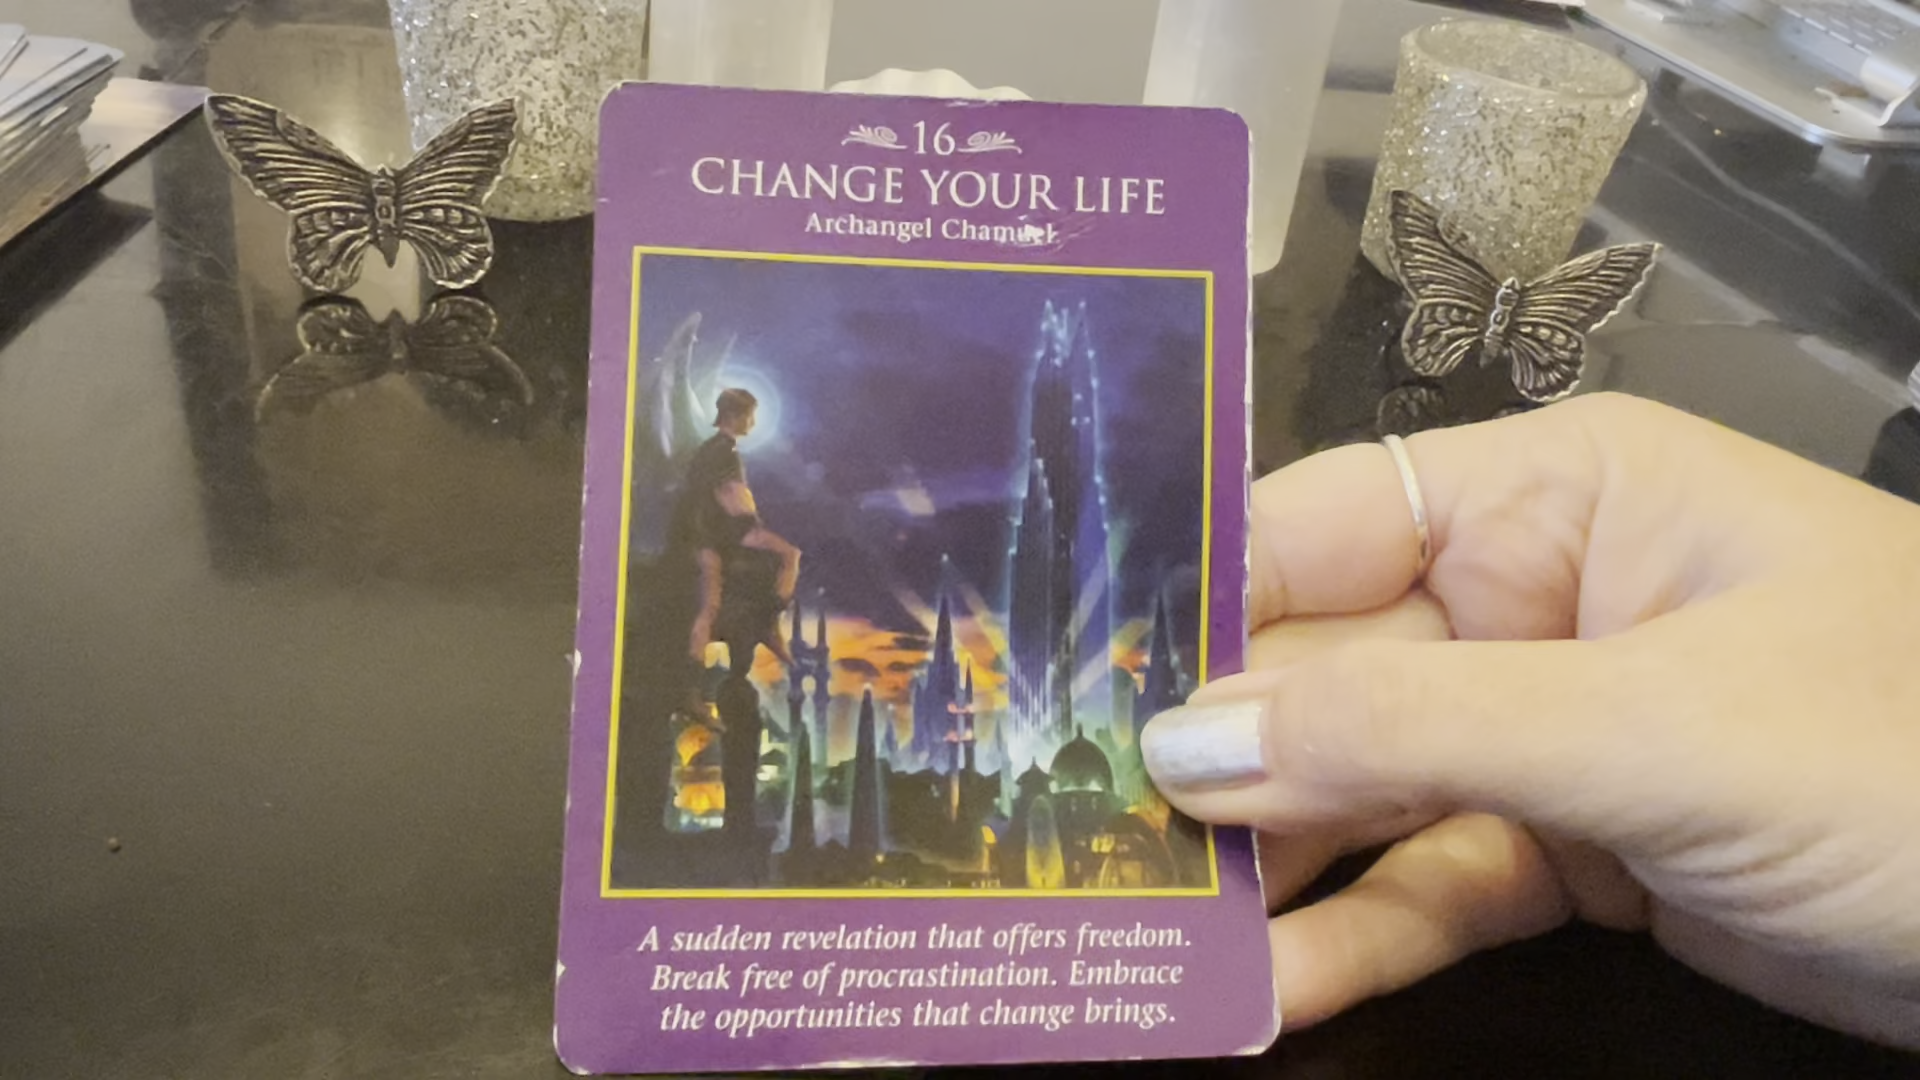 16
CHANGE YOUR LIFE
Archangel Chamuel
A sudden revelation that offers freedom.
Break free of procrastination. Embrace
the opportunities that change brings.